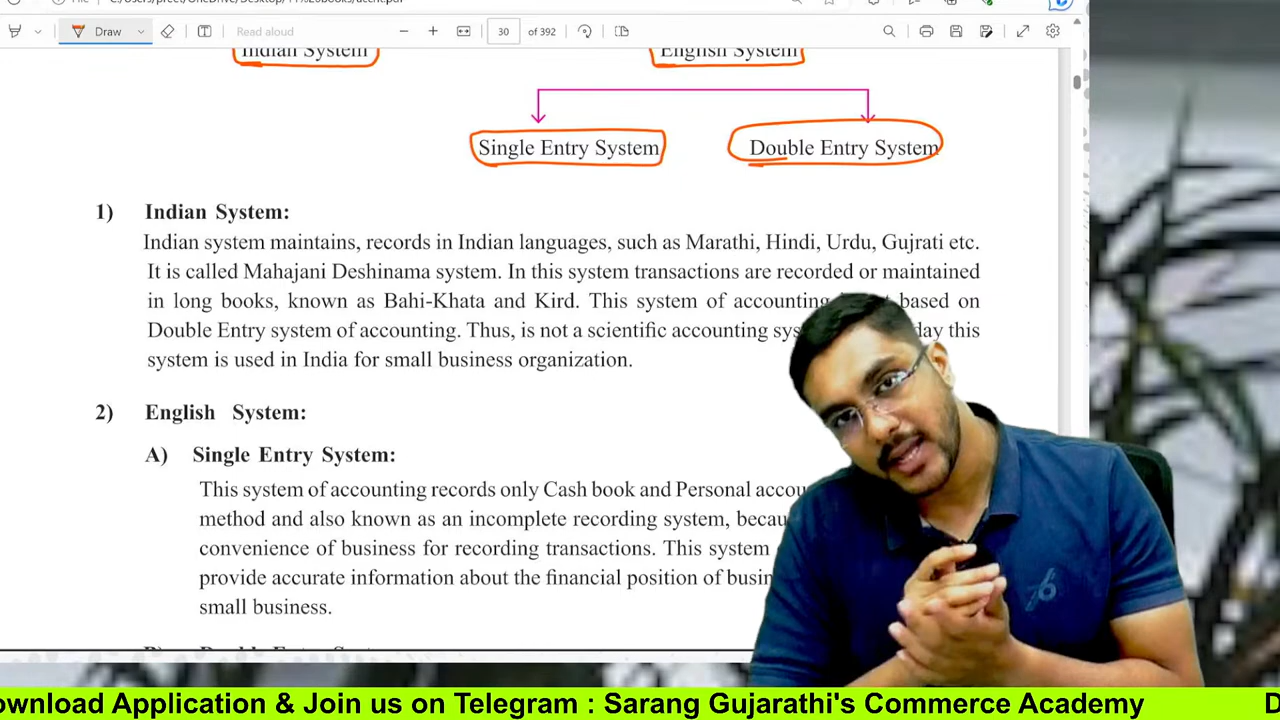 Draw
Read aloud
30 of 392
Indian System
English System
Single Entry System
Double Entry System
1) Indian System:
Indian system maintains, records in Indian languages, such as Marathi, Hindi, Urdu, Gujrati etc.
It is called Mahajani Deshinama system. In this system transactions are recorded or maintained
in long books, known as Bahi-Khata and Kird. This system of accounting based on
Double Entry system of accounting. Thus, is not a scientific accounting day this
system is used in India for small business organization.
2) English System:
A) Single Entry System:
This system of accounting records only Cash book and Personal
method and also known as an incomplete recording system,
convenience of business for recording transactions. This system
provide accurate information about the financial position of
small business.
ownload Application & Join us on Telegram : Sarang Gujarathi's Commerce Academy D